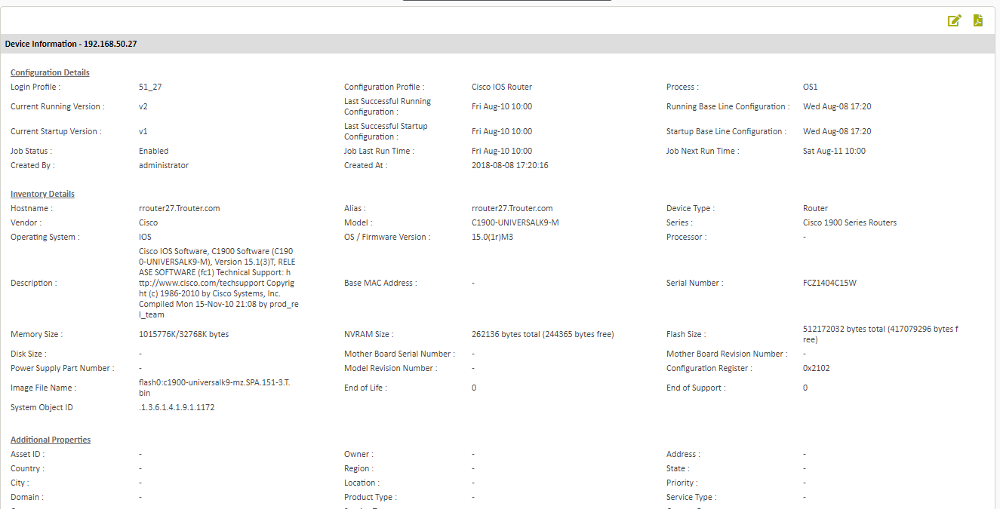 Device Information - 192.168.50.27
Configuration Details
Login Profile : 51_27 Configuration Profile : Cisco IOS Router Process : OS1
Current Running Version : v2 Last Successful Running
Configuration : Fri Aug-10 10:00 Running Base Line Configuration : Wed Aug-08 17:20
Current Startup Version : v1 Last Successful Startup
Configuration : Fri Aug-10 10:00 Startup Base Line Configuration : Wed Aug-08 17:20
Job Status : Enabled Job Last Run Time : Fri Aug-10 10:00 Job Next Run Time : Sat Aug-11 10:00
Created By : administrator Created At : 2018-08-08 17:20:16
Inventory Details
Hostname : rrouter27.Trouter.com Alias : rrouter27.Trouter.com Device Type : Router
Vendor : Cisco Model : C1900-UNIVERSALK9-M Series : Cisco 1900 Series Routers
Operating System : IOS OS / Firmware Version : 15.0(1r)M3 Processor : -
Description : Cisco IOS Software, C1900 Software (C190
0-UNIVERSALK9-M), Version 15.1(3)T, RELE
ASE SOFTWARE (fc1) Technical Support: h
ttp://www.cisco.com/techsupport Copyrig
ht (c) 1986-2010 by Cisco Systems, Inc.
Compiled Mon 15-Nov-10 21:08 by prod_re
l_team
Base MAC Address : - Serial Number : FCZ1404C15W
Memory Size : 1015776K/32768K bytes NVRAM Size : 262136 bytes total (244365 bytes free) Flash Size : 512172032 bytes total (417079296 bytes f
ree)
Disk Size : - Mother Board Serial Number : - Mother Board Revision Number : -
Power Supply Part Number : - Model Revision Number : - Configuration Register : 0x2102
Image File Name : flash0:c1900-universalk9-mz.SPA.151-3.T.
bin End of Life : 0 End of Support : 0
System Object ID .1.3.6.1.4.1.9.1.1172
Additional Properties
Asset ID : - Owner : - Address : -
Country : - Region : - State : -
City : - Location : - Priority : -
Domain : - Product Type : - Service Type : -